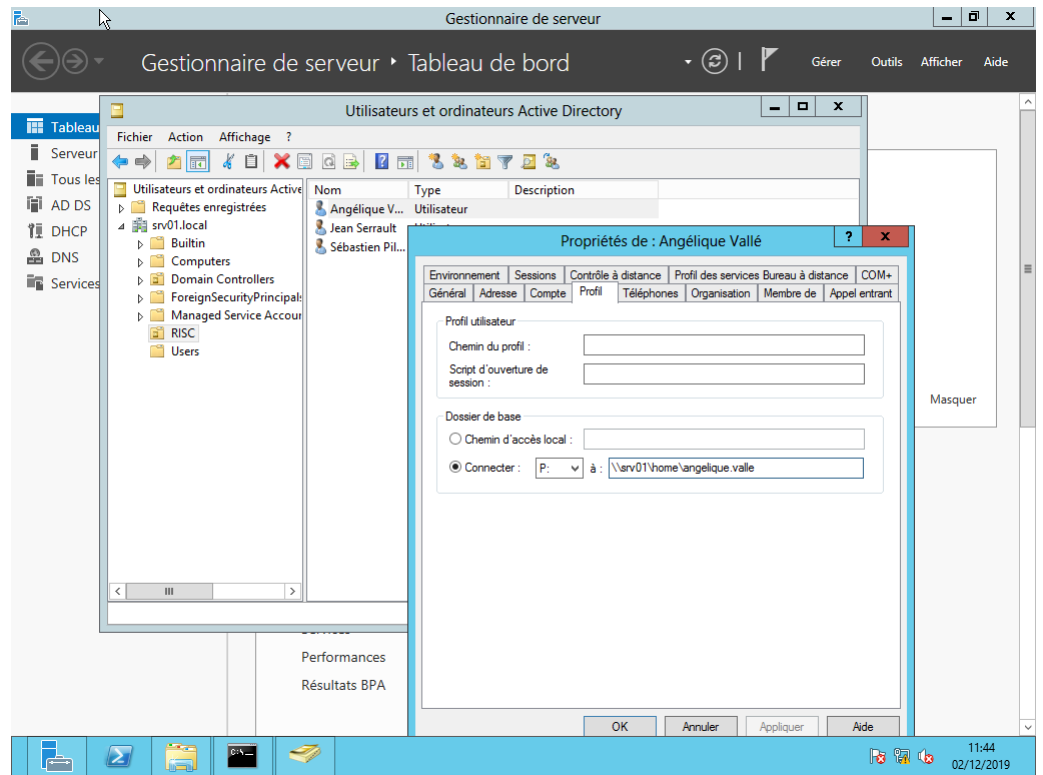 Gestionnaire de serveur
Gestionnaire de serveur • Tableau de bord
Gérer Outils Afficher Aide
Utilisateurs et ordinateurs Active Directory
Tableau
Fichier Action Affichage ?
Serveur
Tous les
AD DS
DHCP
DNS
Services
Utilisateurs et ordinateurs Active
Requêtes enregistrées
srv01.local
Builtin
Computers
Domain Controllers
ForeignSecurityPrincipal:
Managed Service Accour
RISC
Users
Nom Type Description
Angélique V... Utilisateur
Jean Serrault
Sébastien Pil...
Propriétés de : Angélique Vallé
? x
Environnement Sessions Contrôle à distance Profil des services Bureau à distance COM+
Général Adresse Compte Profil Téléphones Organisation Membre de Appel entrant
Profil utilisateur
Chemin du profil :
Script d'ouverture de
session :
Dossier de base
Chemin d'accès local :
Connecter : P: à : \\srv01\home\angelique.valle
Masquer
Performances
Résultats BPA
OK Annuler Appliquer Aide
C:\_
11:44
02/12/2019